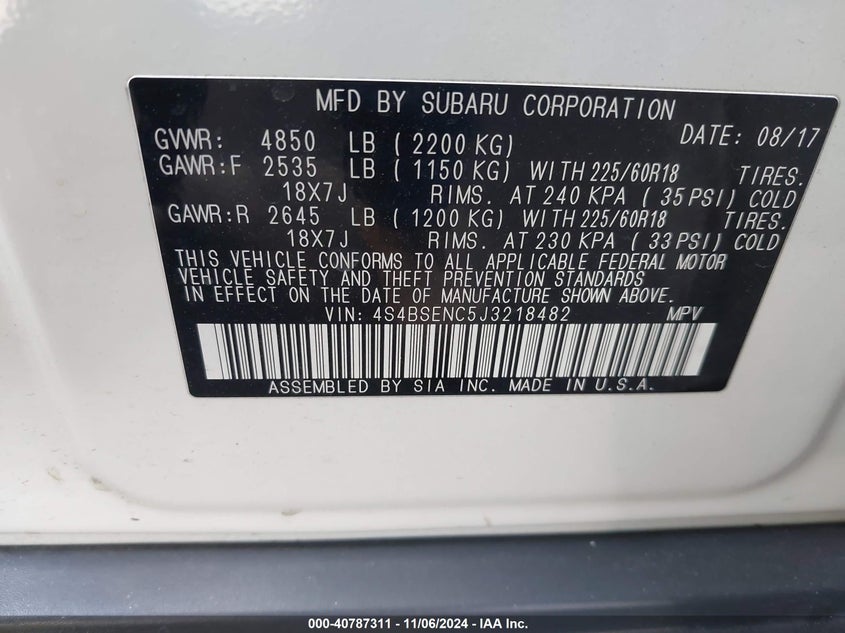 MFD BY SUBARU CORPORATION
GVWR: 4850 LB (2200 KG) DATE: 08/17
GAWR:F 2535 LB (1150 KG) WITH 225/60R18 TIRES.
18X7J RIMS. AT 240 KPA (35 PSI) COLD
GAWR:R 2645 LB (1200 KG) WITH 225/60R18 TIRES.
18X7J RIMS. AT 230 KPA (33 PSI) COLD
THIS VEHICLE CONFORMS TO ALL APPLICABLE FEDERAL MOTOR
VEHICLE SAFETY AND THEFT PREVENTION STANDARDS
IN EFFECT ON THE DATE OF MANUFACTURE SHOWN ABOVE.
VIN: 4S4BSENC5J3218482 MPV
ASSEMBLED BY SIA INC. MADE IN U.S.A.
000-40787311 - 11/06/2024 - IAA Inc.